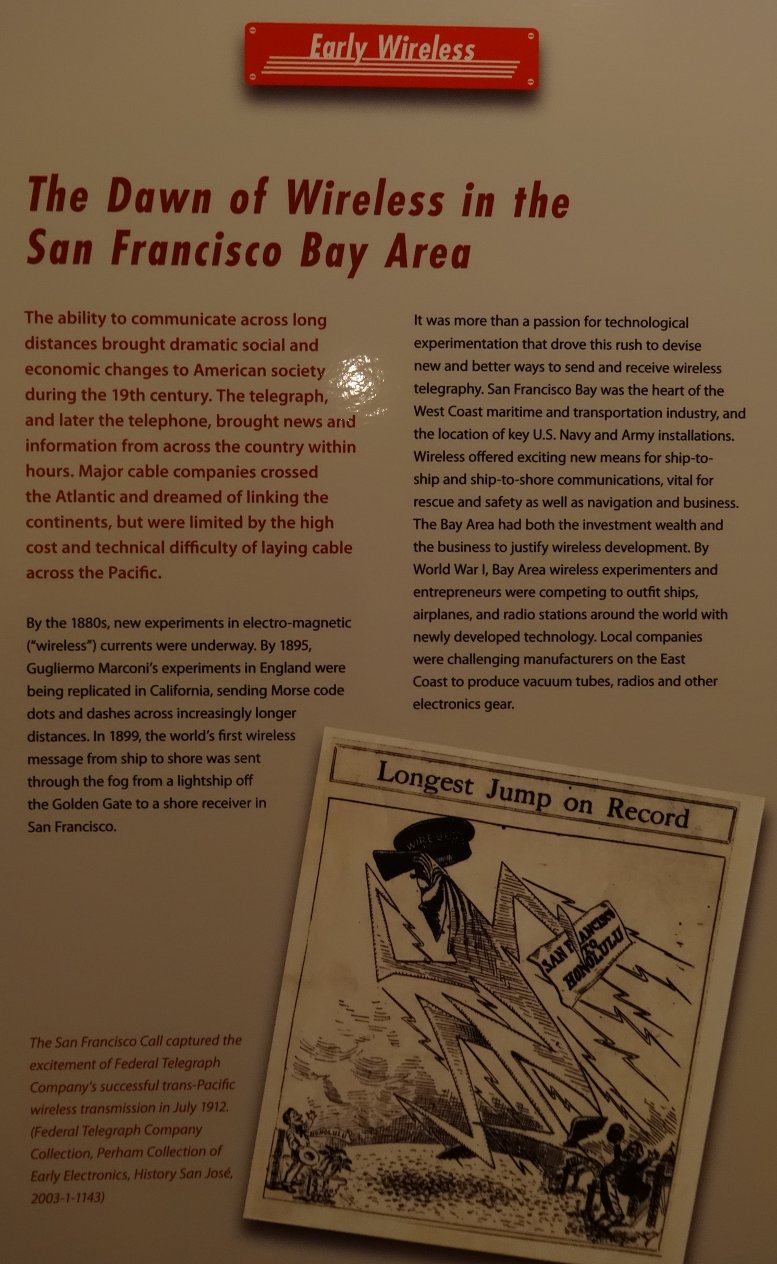 Early Wireless
The Dawn of Wireless in the
San Francisco Bay Area
The ability to communicate across long
distances brought dramatic social and
economic changes to American society
during the 19th century. The telegraph,
and later the telephone, brought news and
information from across the country within
hours. Major cable companies crossed
the Atlantic and dreamed of linking the
continents, but were limited by the high
cost and technical difficulty of laying cable
across the Pacific.
By the 1880s, new experiments in electro-magnetic
("wireless") currents were underway. By 1895,
Gugliermo Marconi's experiments in England were
being replicated in California, sending Morse code
dots and dashes across increasingly longer
distances. In 1899, the world's first wireless
message from ship to shore was sent
through the fog from a lightship off
the Golden Gate to a shore receiver in
San Francisco.
It was more than a passion for technological
experimentation that drove this rush to devise
new and better ways to send and receive wireless
telegraphy. San Francisco Bay was the heart of the
West Coast maritime and transportation industry, and
the location of key U.S. Navy and Army installations.
Wireless offered exciting new means for ship-to-
ship and ship-to-shore communications, vital for
rescue and safety as well as navigation and business.
The Bay Area had both the investment wealth and
the business to justify wireless development. By
World War I, Bay Area wireless experimenters and
entrepreneurs were competing to outfit ships,
airplanes, and radio stations around the world with
newly developed technology. Local companies
were challenging manufacturers on the East
Coast to produce vacuum tubes, radios and other
electronics gear.
Longest Jump on Record
WIRELESS
SAN FRANCISCO
TO
HONOLULU
HONOLULU
The San Francisco Call captured the
excitement of Federal Telegraph
Company's successful trans-Pacific
wireless transmission in July 1912.
(Federal Telegraph Company
Collection, Perham Collection of
Early Electronics, History San José,
2003-1-1143)